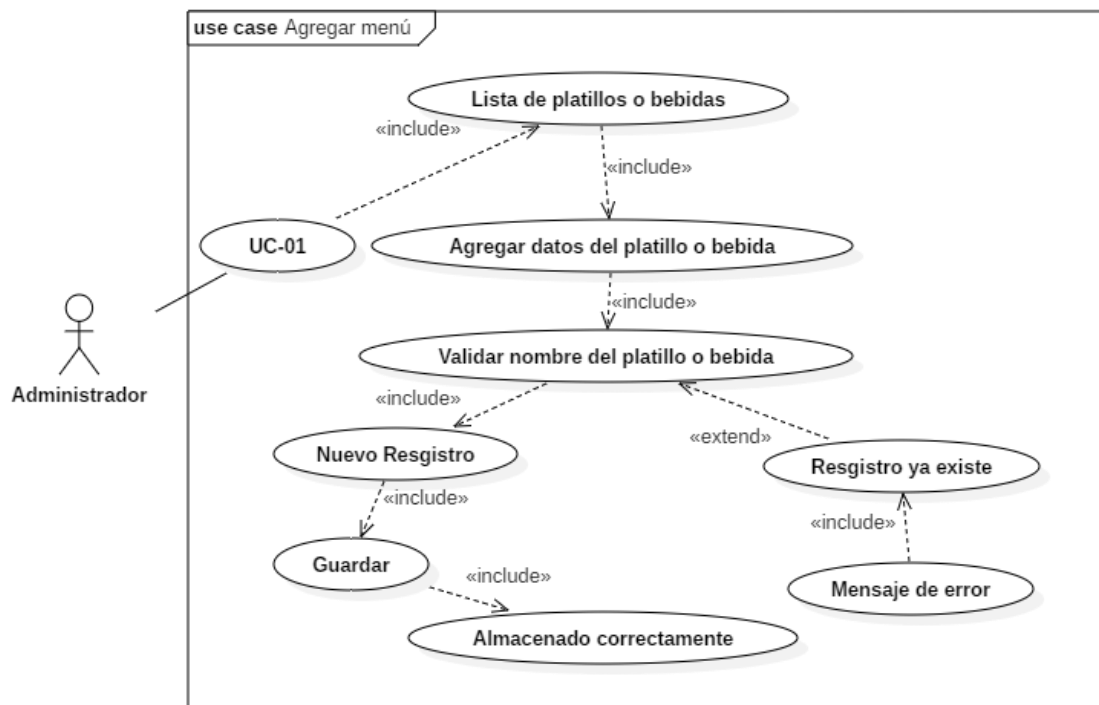 use case Agregar menú
Lista de platillos o bebidas
«include»
«include»
UC-01
Agregar datos del platillo o bebida
«include»
Validar nombre del platillo o bebida
Administrador
«include»
«extend»
Nuevo Resgistro
Resgistro ya existe
«include»
«include»
Guardar
«include»
Mensaje de error
Almacenado correctamente